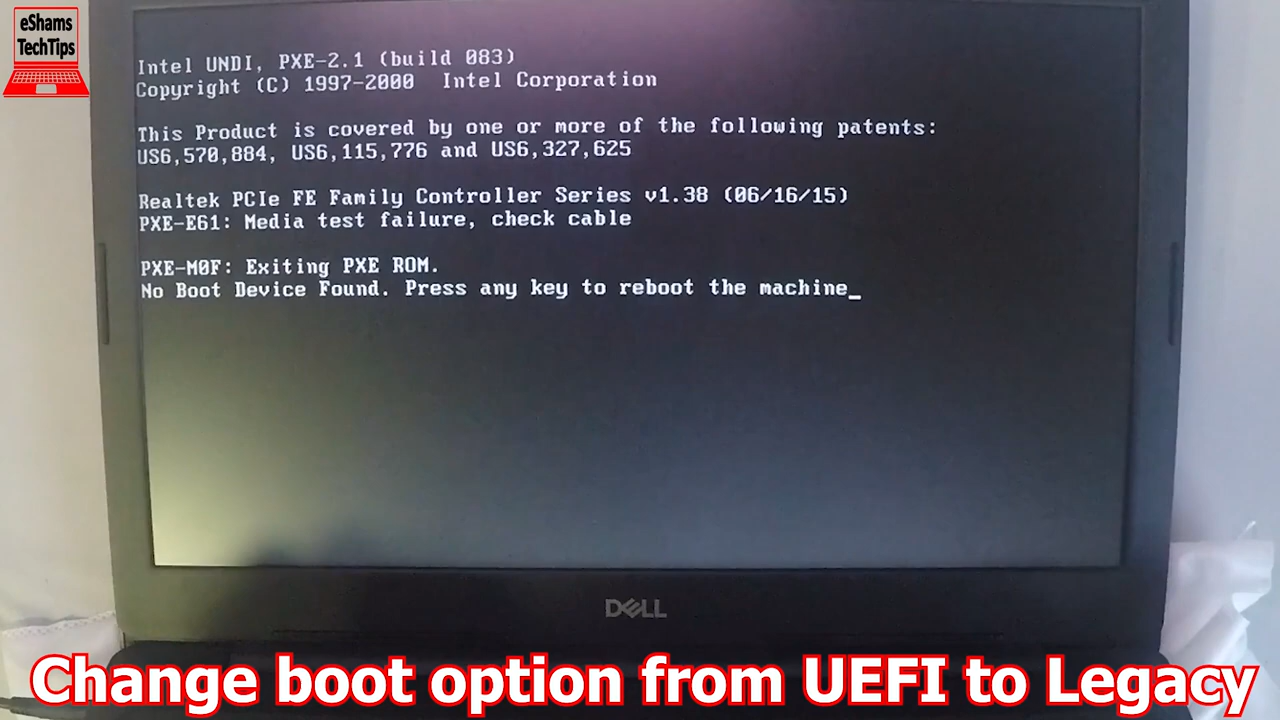 eShams
TechTips
Intel UNDI, PXE-2.1 (build 083)
Copyright (C) 1997-2000  Intel Corporation
This Product is covered by one or more of the following patents:
US6,570,884, US6,115,776 and US6,327,625
Realtek PCIe FE Family Controller Series v1.38 (06/16/15)
PXE-E61: Media test failure, check cable
PXE-M0F: Exiting PXE ROM.
No Boot Device Found. Press any key to reboot the machine_
DELL
Change boot option from UEFI to Legacy